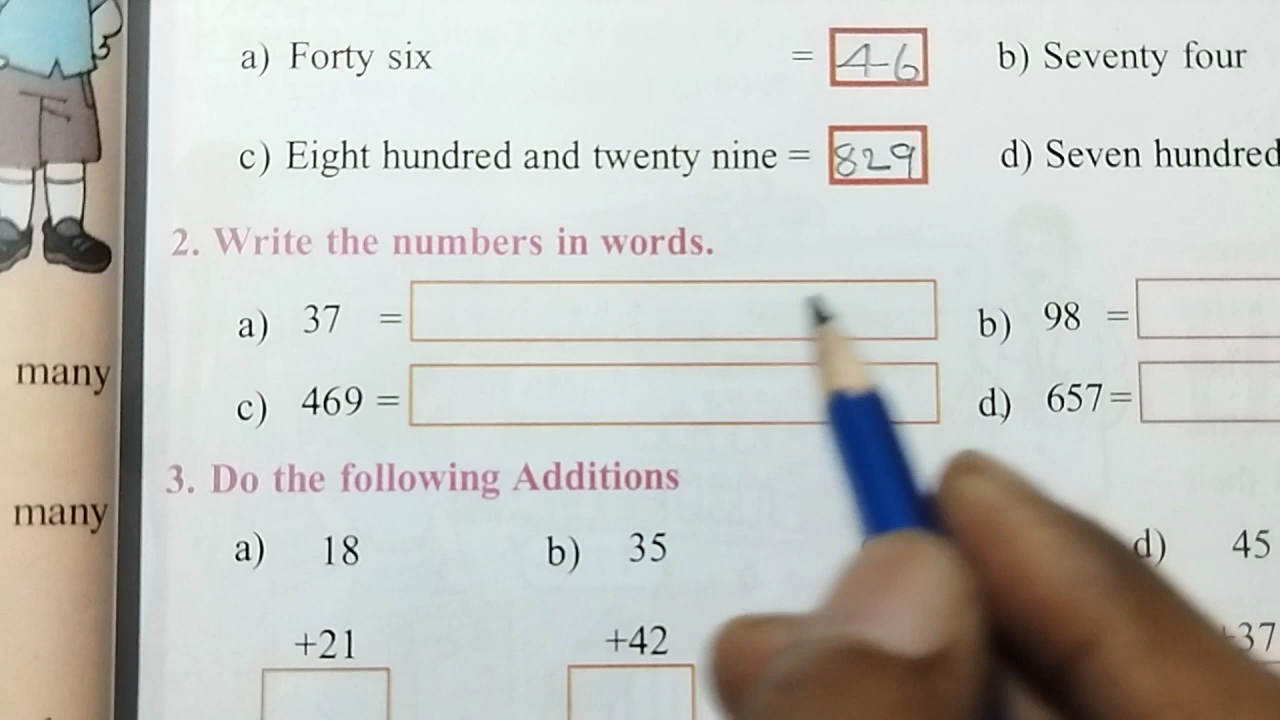 a) Forty six = 46 b) Seventy four
c) Eight hundred and twenty nine = 829 d) Seven hundred
2. Write the numbers in words.
a) 37 = b) 98 =
c) 469 = d) 657 =
many
3. Do the following Additions
many
a) 18 b) 35 d) 45
+21 +42 +37